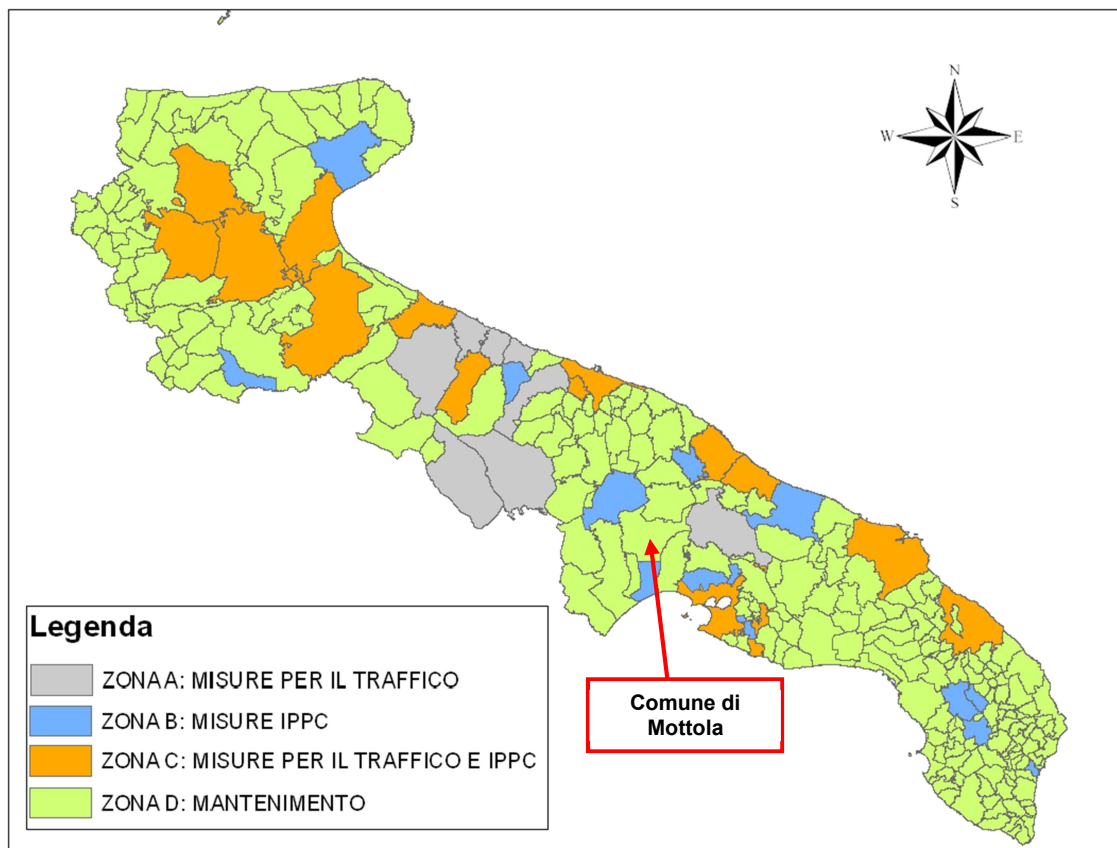 N
W
E
S
Legenda
ZONA A: MISURE PER IL TRAFFICO
ZONA B: MISURE IPPC
ZONA C: MISURE PER IL TRAFFICO E IPPC
ZONA D: MANTENIMENTO
Comune di
Mottola